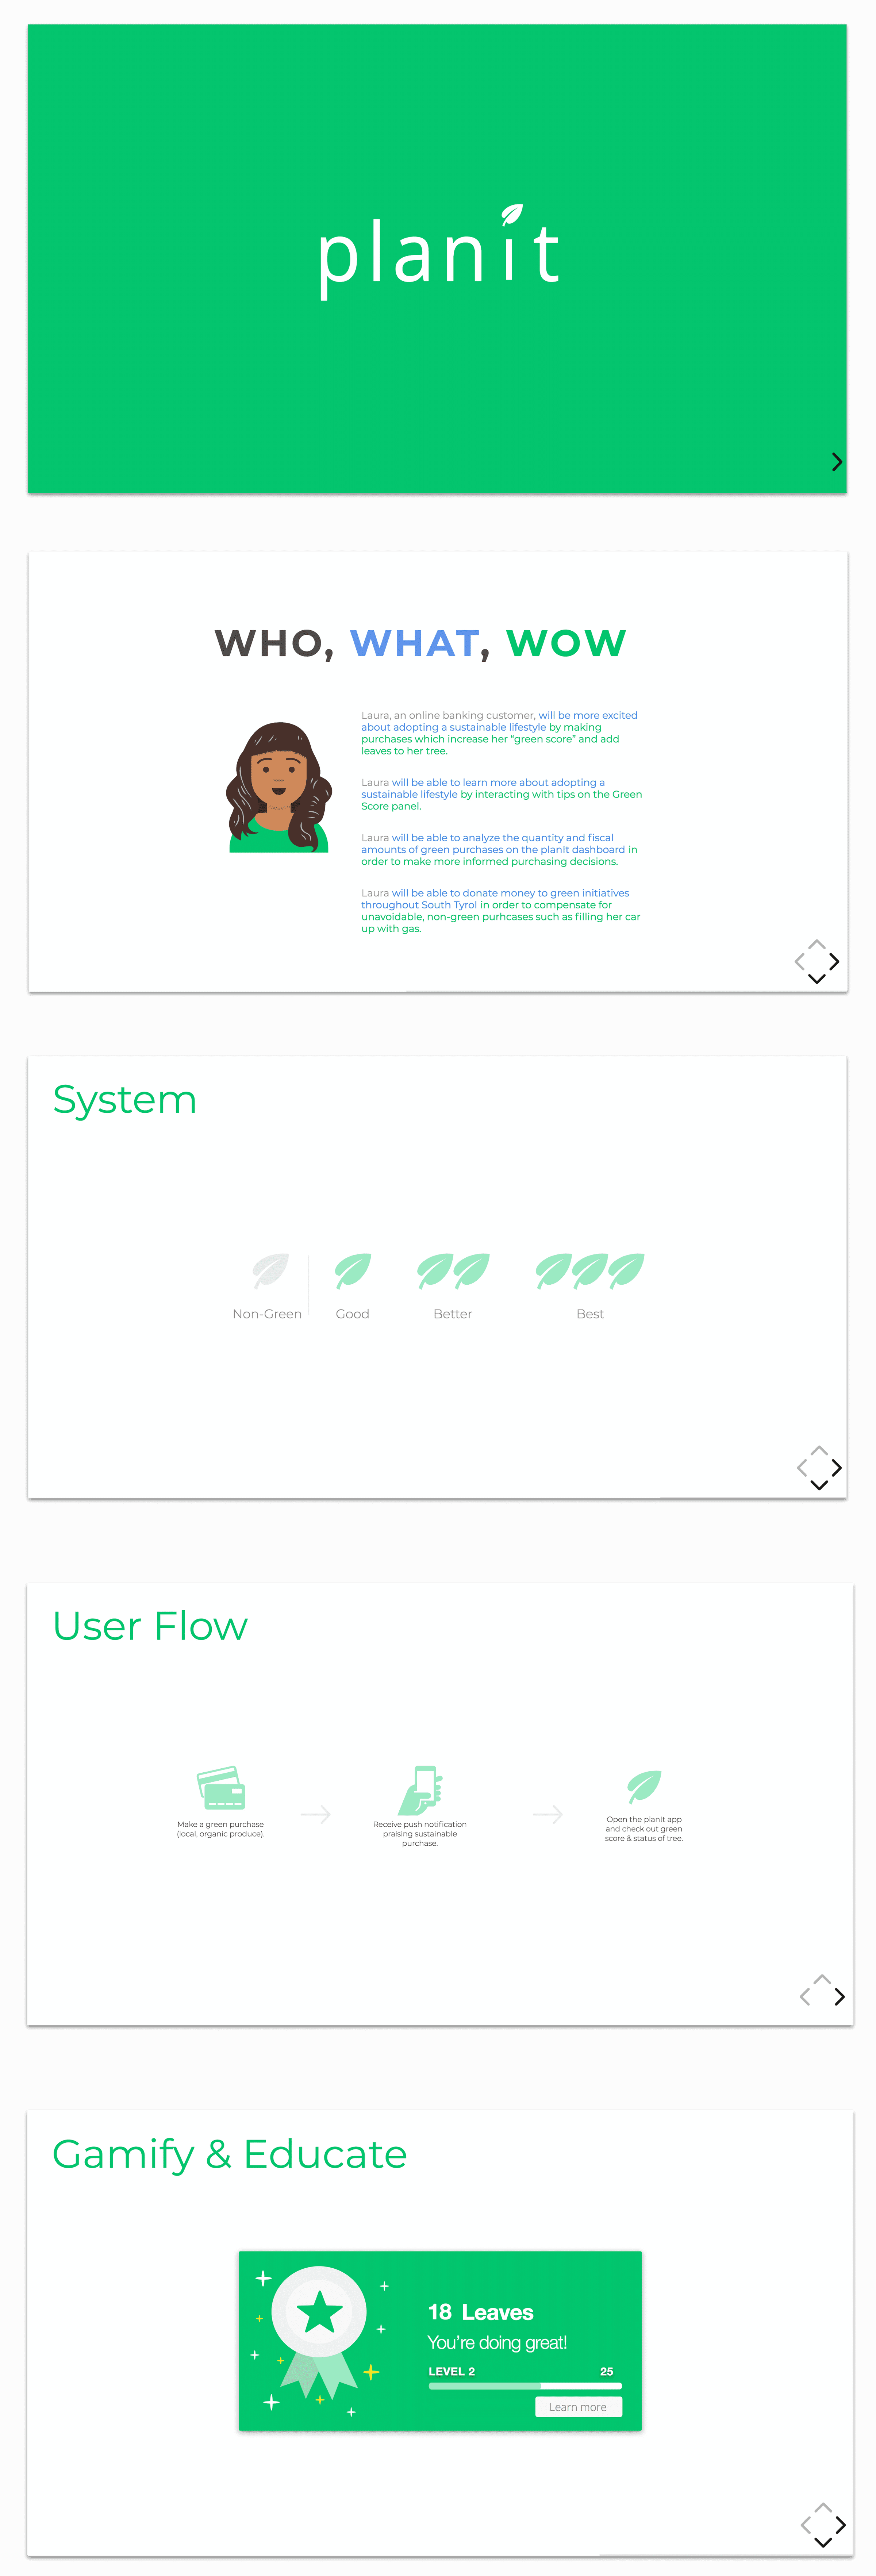 planit
WHO, WHAT, WOW
Laura, an online banking customer, will be more excited
about adopting a sustainable lifestyle by making
purchases which increase her “green score” and add
leaves to her tree.
Laura will be able to learn more about adopting a
sustainable lifestyle by interacting with tips on the Green
Score panel.
Laura will be able to analyze the quantity and fiscal
amounts of green purchases on the planIt dashboard in
order to make more informed purchasing decisions.
Laura will be able to donate money to green initiatives
throughout South Tyrol in order to compensate for
unavoidable, non-green purhcases such as filling her car
up with gas.
System
Non-Green Good Better Best
User Flow
Make a green purchase
(local, organic produce).
Receive push notification
praising sustainable
purchase.
Open the planIt app
and check out green
score & status of tree.
Gamify & Educate
18 Leaves
You're doing great!
LEVEL 2 25
Learn more